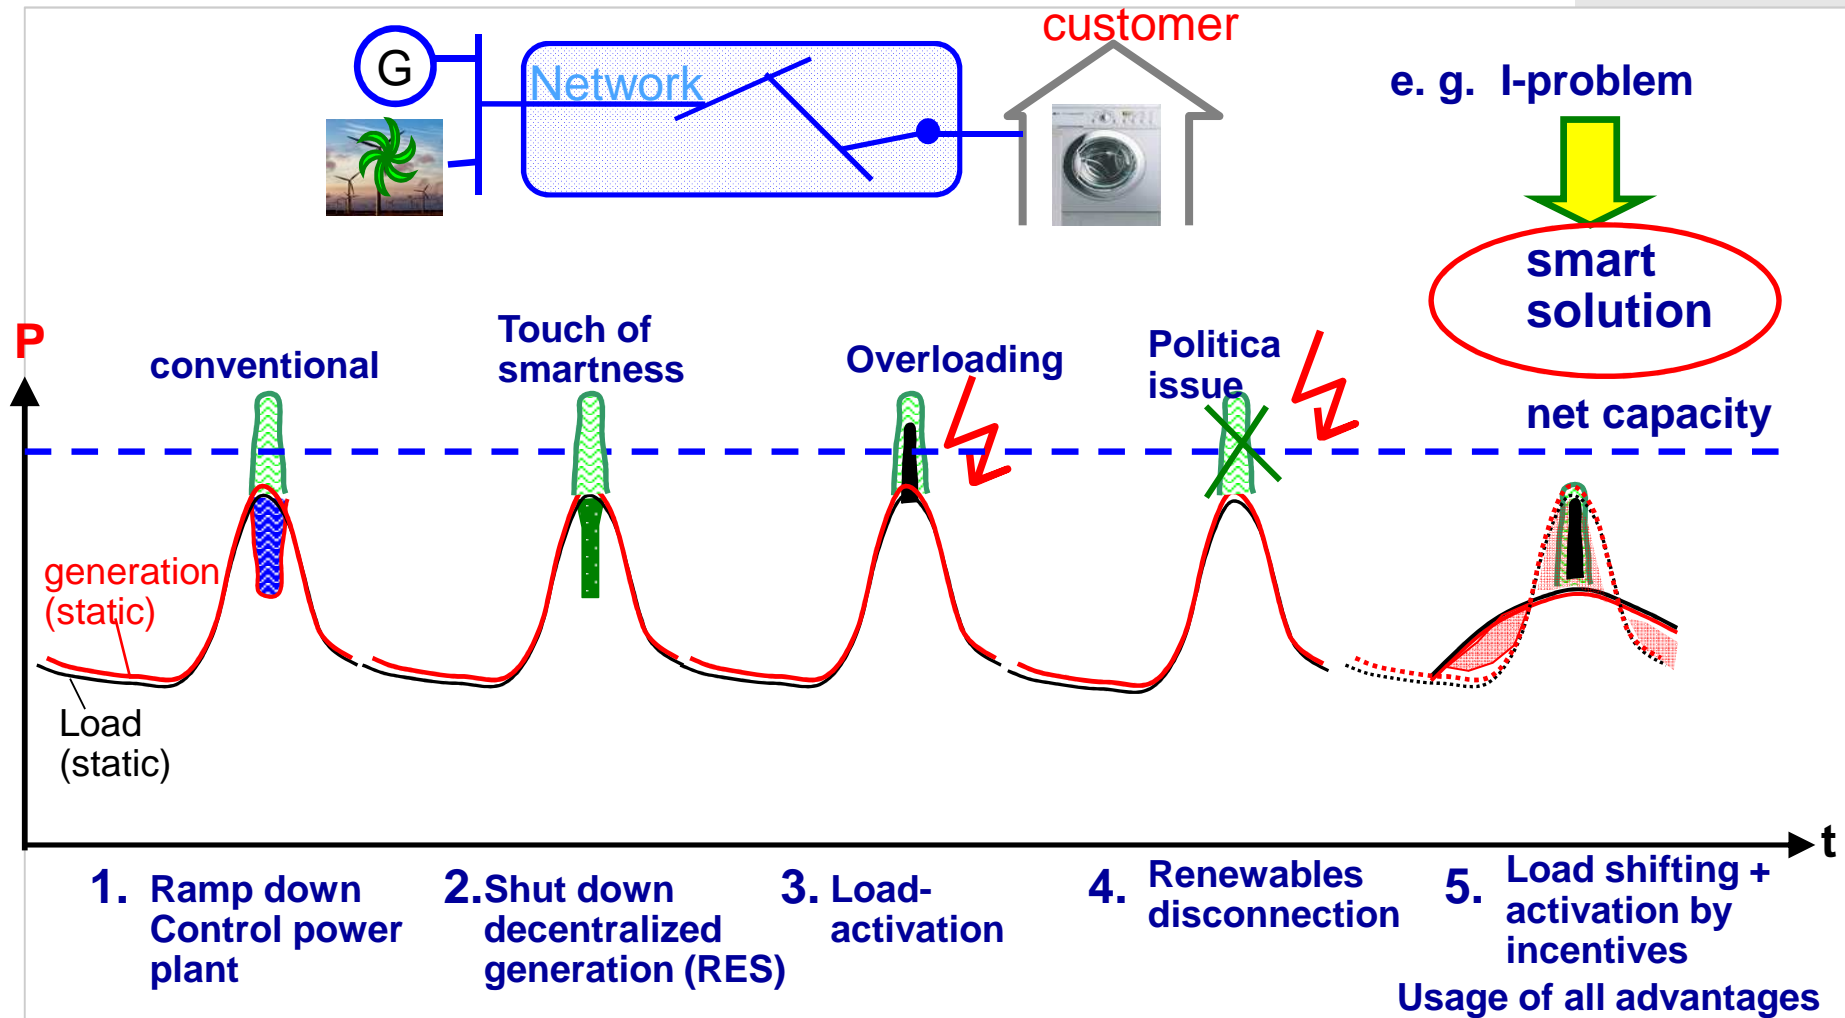 customer
G
Network
e. g. I-problem
smart
solution
P
conventional
Touch of
smartness
Overloading
Politica
issue
net capacity
generation
(static)
Load
(static)
t
1. Ramp down
Control power
plant
2. Shut down
decentralized
generation (RES)
3. Load-
activation
4. Renewables
disconnection
5. Load shifting +
activation by
incentives
Usage of all advantages